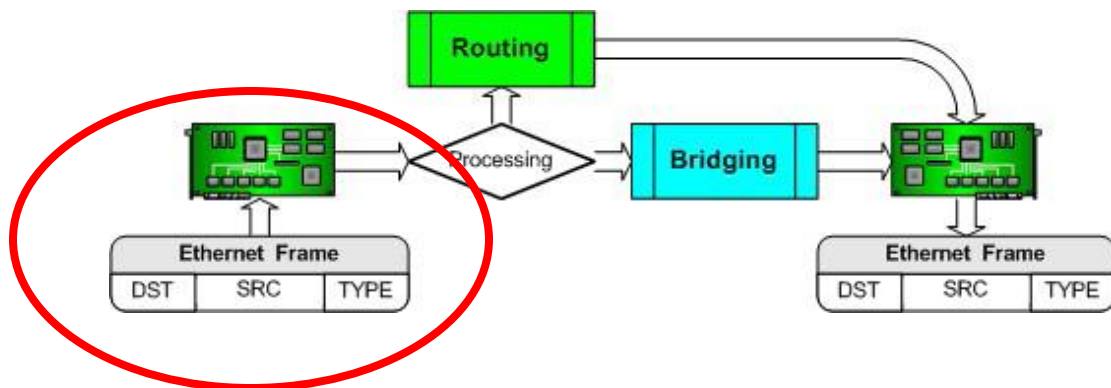 Routing
Processing
Bridging
Ethernet Frame
DST SRC TYPE
Ethernet Frame
DST SRC TYPE